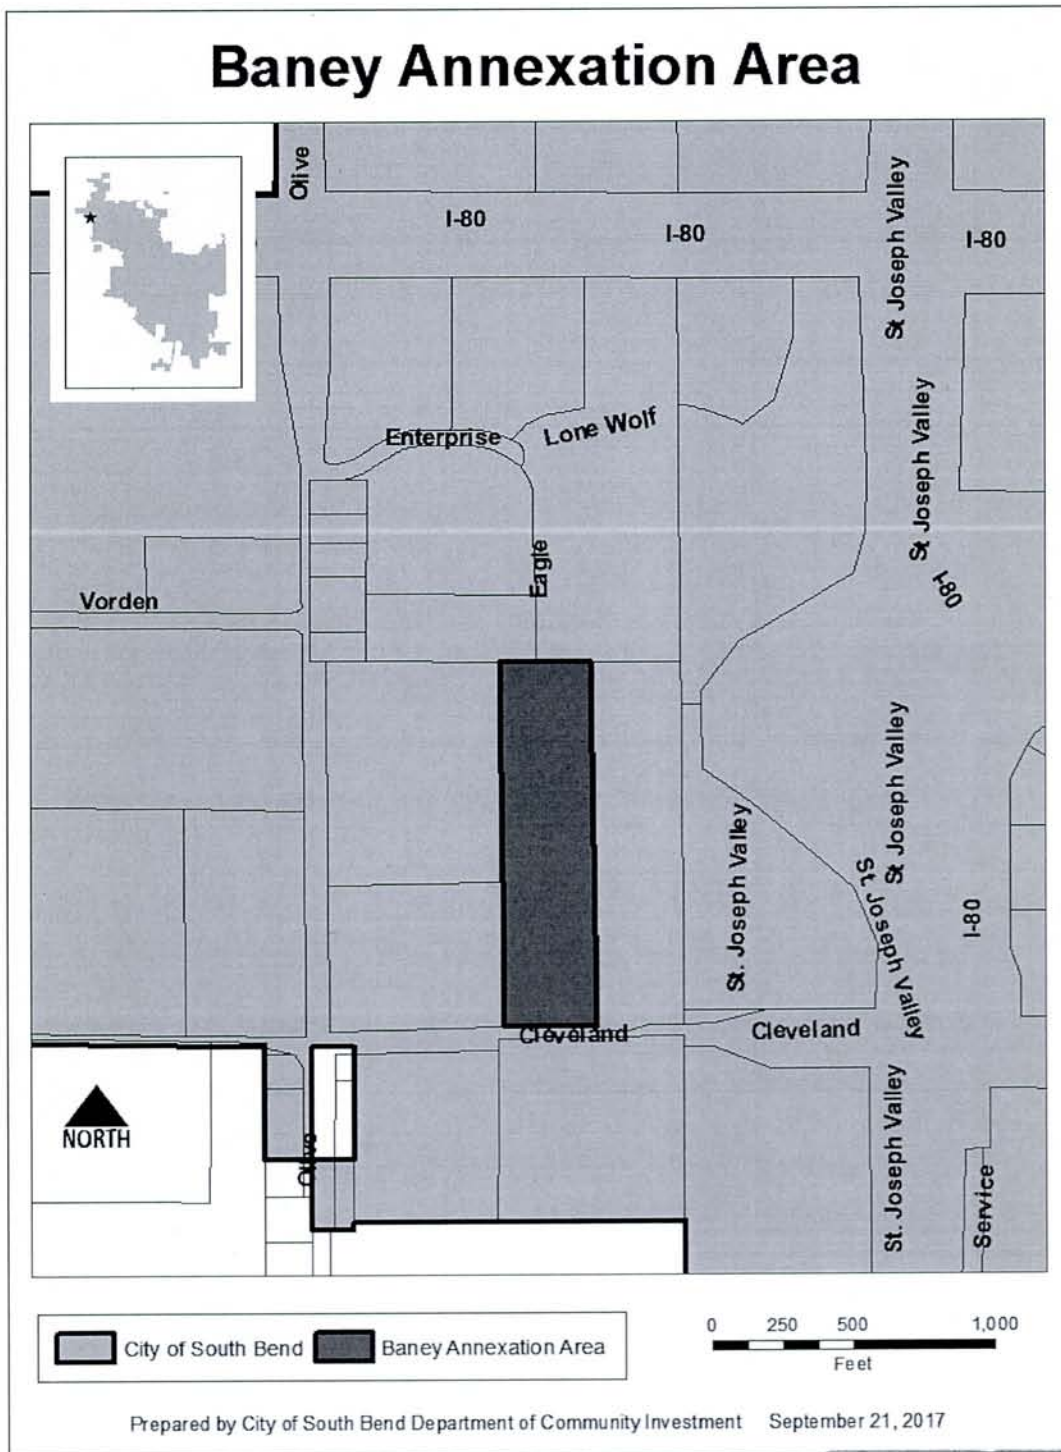 Baney Annexation Area
Olive
St Joseph Valley
I-80
I-80
I-80
St Joseph Valley
Enterprise
Lone Wolf
Eagle
I-80
Vorden
St Joseph Valley
St. Joseph Valley
St. Joseph Valley
I-80
Cleveland
Cleveland
NORTH
Olive
St. Joseph Valley
Service
City of South Bend
Baney Annexation Area
0 250 500 1,000
Feet
Prepared by City of South Bend Department of Community Investment September 21, 2017